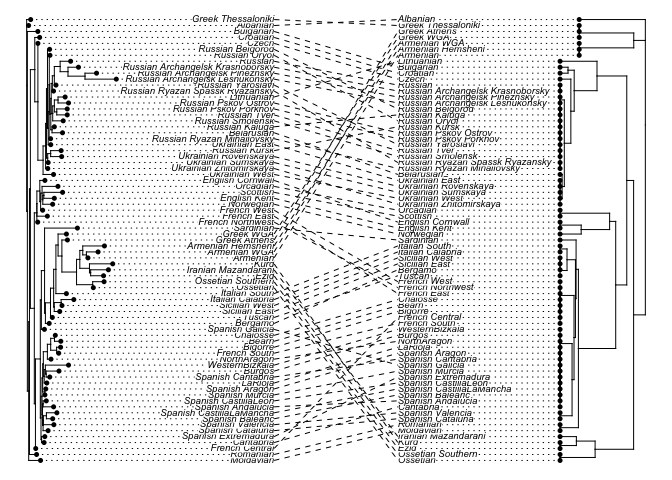 Greek Thessaloniki
Albanian
Bulgarian
Croatian
Czech
Russian Belgorod
Russian Oryol
Russian
Russian Archangelsk Krasnoborsky
Russian Archangelsk Pinezhsky
Russian Archangelsk Leshukonsky
Russian Yaroslavl
Russian Ryazan Spassk Ryazansky
Lithuanian
Russian Pskov Ostrov
Russian Pskov Porkhov
Russian Tver
Russian Smolensk
Russian Kaluga
Belarusian
Russian Ryazan Mihailovsky
Ukrainian East
Russian Kursk
Ukrainian Rovenskaya
Ukrainian Sumskaya
Ukrainian Zhitomirskaya
Ukrainian West
English Cornwall
Orcadian
Scottish
English Kent
Norwegian
French West
French East
French Northwest
Sardinian
Greek WGA
Greek Athens
Armenian Hemsheni
Armenian WGA
Armenian
Kurd
Iranian Mazandarani
Ezid
Ossetian Southern
Ossetian
Italian South
Italian Calabria
Sicilian West
Sicilian East
Tuscan
Bergamo
Spanish Galicia
Chalosse
Bearn
Bigorre
French South
NorthAragon
WesternBizkaia
Burgos
Spanish Cantabria
LaRioja
Spanish Aragon
Spanish Murcia
Spanish CastillaLeon
Spanish Andalucia
Spanish CastillaLaMancha
Spanish Balearic
Spanish Valencia
Spanish Cataluna
Spanish Extremadura
Cantabria
French Central
Romanian
Moldavian
Albanian
Greek Thessaloniki
Greek Athens
Greek WGA
Armenian WGA
Armenian Hemsheni
Lithuanian
Bulgarian
Croatian
Czech
Russian
Russian Archangelsk Krasnoborsky
Russian Archangelsk Pinezhsky
Russian Archangelsk Leshukonsky
Russian Belgorod
Russian Kaluga
Russian Oryol
Russian Kursk
Russian Pskov Ostrov
Russian Pskov Porkhov
Russian Yaroslavl
Russian Tver
Russian Smolensk
Russian Ryazan Spassk Ryazansky
Russian Ryazan Mihailovsky
Belarusian
Ukrainian East
Ukrainian Rovenskaya
Ukrainian Sumskaya
Ukrainian West
Ukrainian Zhitomirskaya
Orcadian
Scottish
English Cornwall
English Kent
Norwegian
Sardinian
Italian South
Italian Calabria
Sicilian West
Sicilian East
Bergamo
Tuscan
French West
French Northwest
French East
Chalosse
Bearn
Bigorre
French Central
French South
WesternBizkaia
Burgos
NorthAragon
LaRioja
Spanish Aragon
Spanish Cantabria
Spanish Galicia
Spanish Murcia
Spanish Extremadura
Spanish CastillaLeon
Spanish CastillaLaMancha
Spanish Balearic
Spanish Andalucia
Cantabria
Spanish Valencia
Spanish Cataluna
Romanian
Moldavian
Iranian Mazandarani
Kurd
Ezid
Ossetian Southern
Ossetian